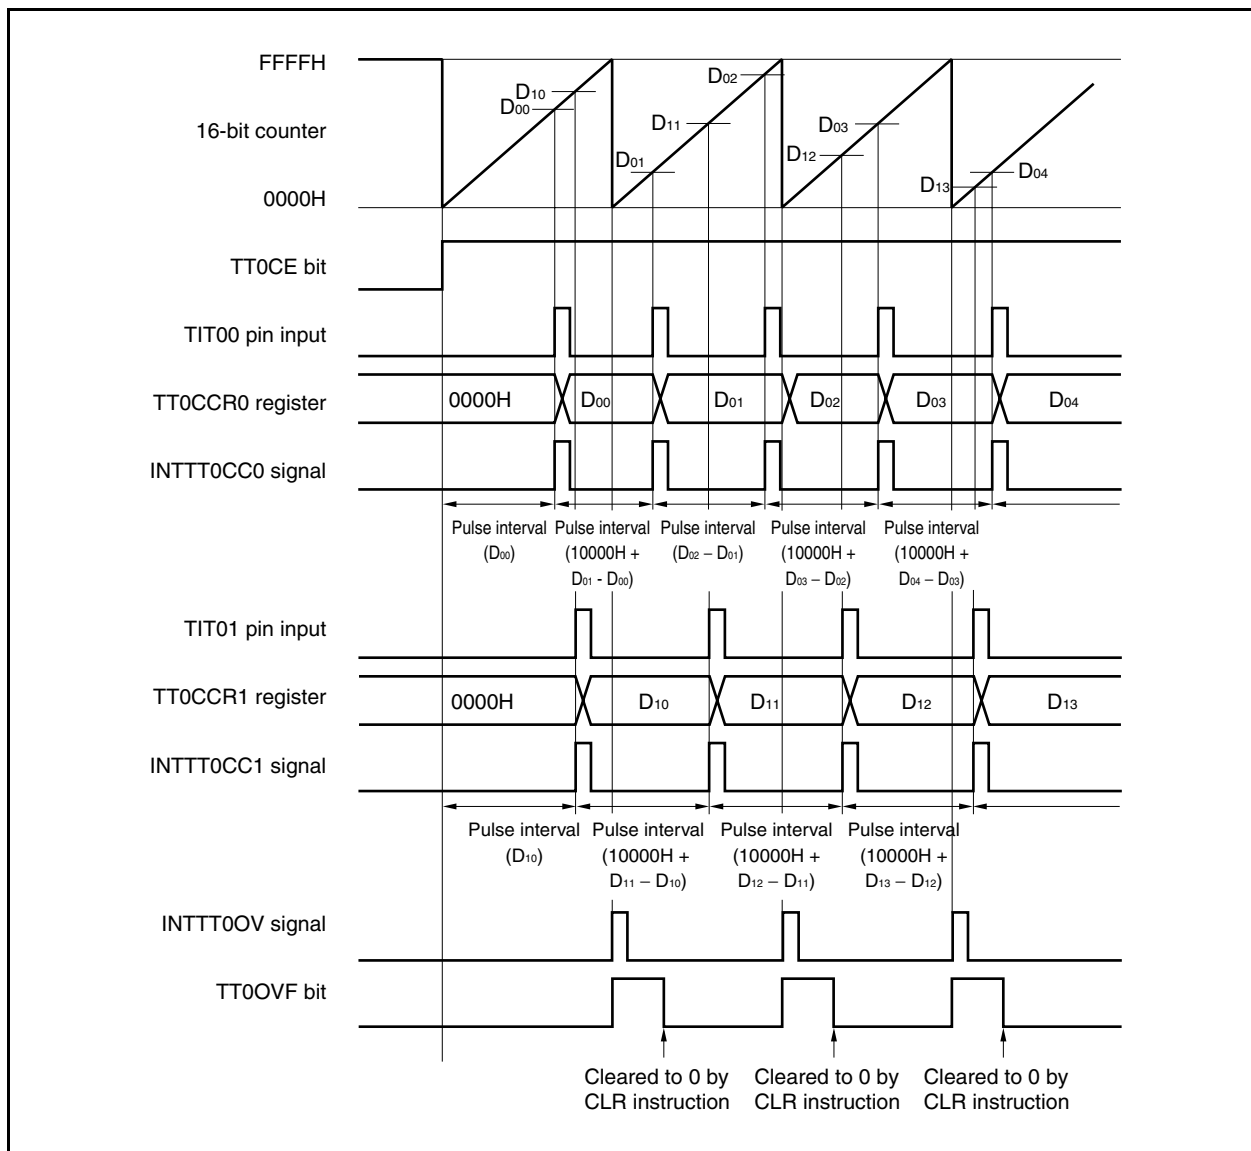 FFFFH
D10
D00
D02
16-bit counter
D11
D03
D12
D01
D04
D13
0000H
TT0CE bit
TIT00 pin input
TT0CCR0 register
0000H
D00
D01
D02
D03
D04
INTTT0CC0 signal
Pulse interval
(D00)
Pulse interval
(10000H +
D01 - D00)
Pulse interval
(D02 – D01)
Pulse interval
(10000H +
D03 – D02)
Pulse interval
(10000H +
D04 – D03)
TIT01 pin input
TT0CCR1 register
0000H
D10
D11
D12
D13
INTTT0CC1 signal
Pulse interval
(D10)
Pulse interval
(10000H +
D11 – D10)
Pulse interval
(10000H +
D12 – D11)
Pulse interval
(10000H +
D13 – D12)
INTTT0OV signal
TT0OVF bit
Cleared to 0 by
CLR instruction
Cleared to 0 by
CLR instruction
Cleared to 0 by
CLR instruction